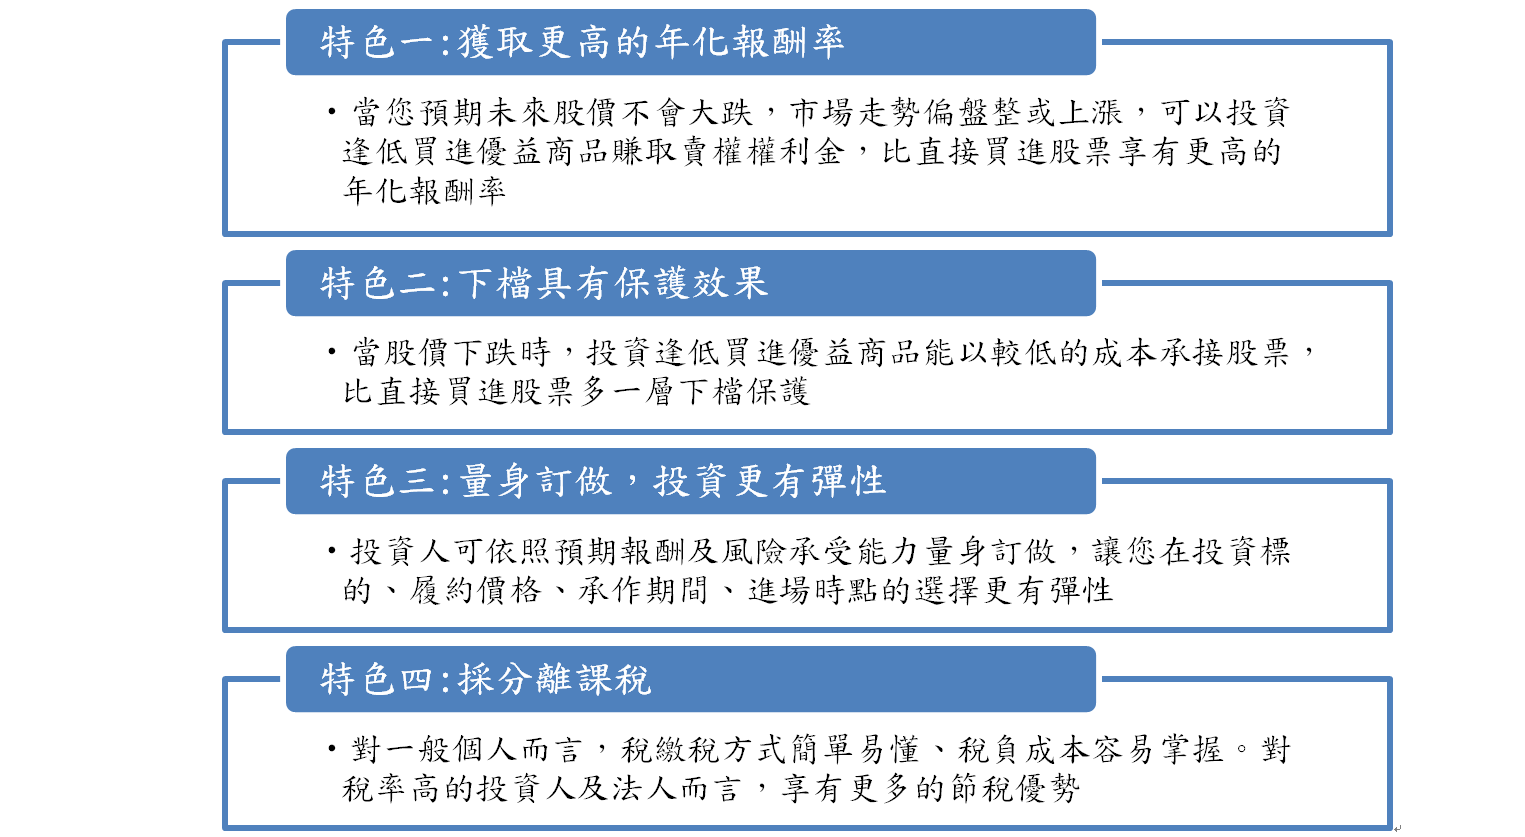 特色一:獲取更高的年化報酬率
•當您預期未來股價不會大跌，市場走勢偏盤整或上漲，可以投資
逢低買進優益商品賺取賣權權利金，比直接買進股票享有更高的
年化報酬率
特色二:下檔具有保護效果
•當股價下跌時，投資逢低買進優益商品能以較低的成本承接股票，
比直接買進股票多一層下檔保護
特色三:量身訂做，投資更有彈性
•投資人可依照預期報酬及風險承受能力量身訂做，讓您在投資標
的、履約價格、承作期間、進場時點的選擇更有彈性
特色四:採分離課稅
•對一般個人而言，稅繳稅方式簡單易懂、稅負成本容易掌握。對
稅率高的投資人及法人而言，享有更多的節稅優勢